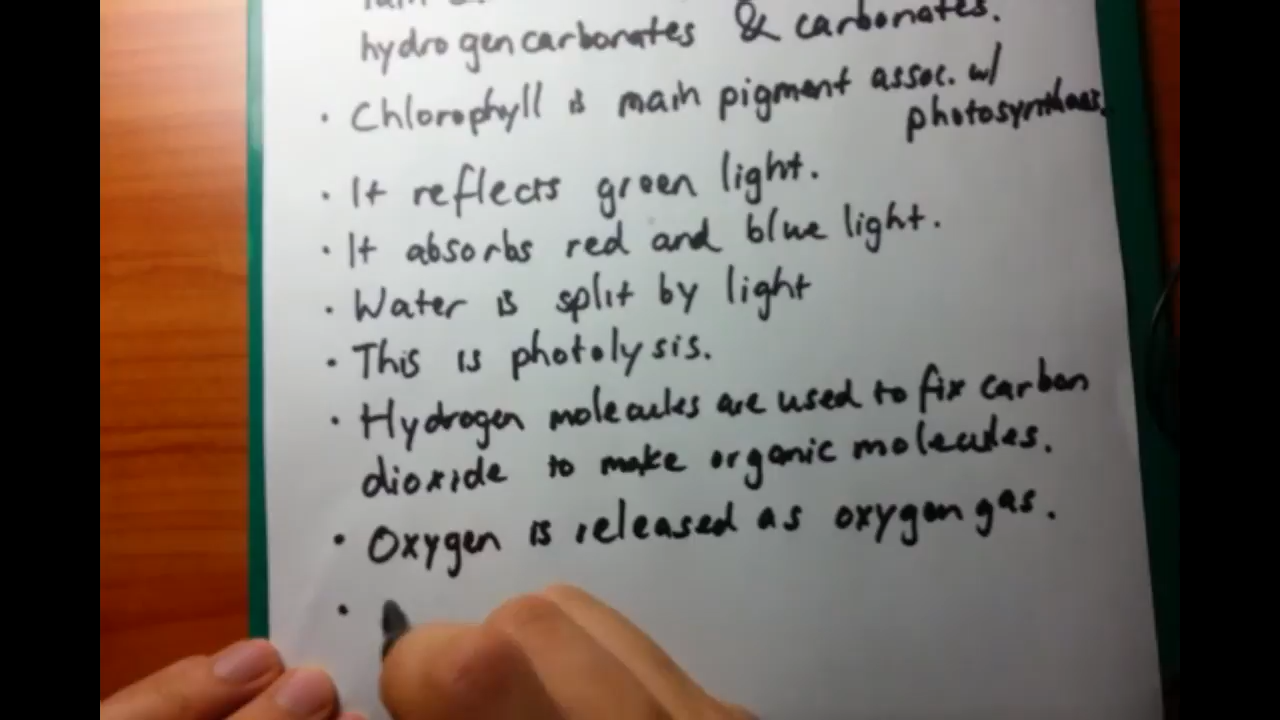 hydrogencarbonates & carbonates.
• Chlorophyll is main pigment assoc. w/
photosynthesis.
• It reflects green light.
• It absorbs red and blue light.
• Water is split by light
• This is photolysis.
• Hydrogen molecules are used to fix carbon
dioxide to make organic molecules.
• Oxygen is released as oxygen gas.
•